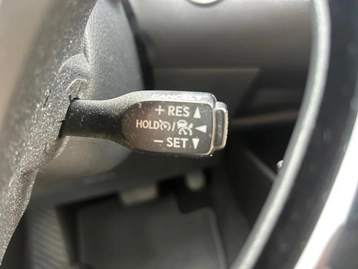 + RES ▲
HOLD / ◄
− SET ▼